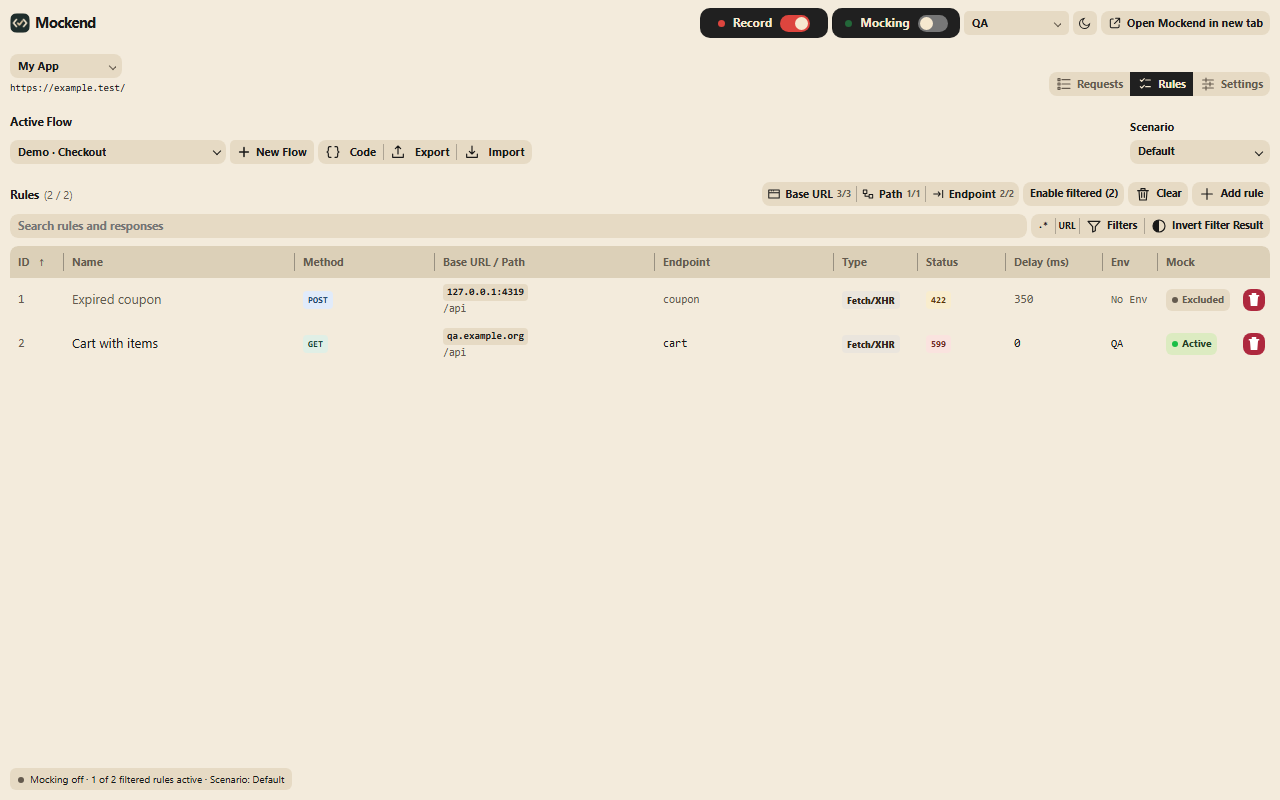 Mockend
Record
Mocking
QA
Open Mockend in new tab
My App
https://example.test/
Requests
Rules
Settings
Active Flow
Scenario
Demo · Checkout
New Flow
Code
Export
Import
Default
Rules (2 / 2)
Base URL 3/3
Path 1/1
Endpoint 2/2
Enable filtered (2)
Clear
Add rule
Search rules and responses
.* URL Filters Invert Filter Result
ID ↑ Name Method Base URL / Path Endpoint Type Status Delay (ms) Env Mock
1 Expired coupon POST 127.0.0.1:4319 /api coupon Fetch/XHR 422 350 No Env Excluded
2 Cart with items GET qa.example.org /api cart Fetch/XHR 599 0 QA Active
Mocking off · 1 of 2 filtered rules active · Scenario: Default